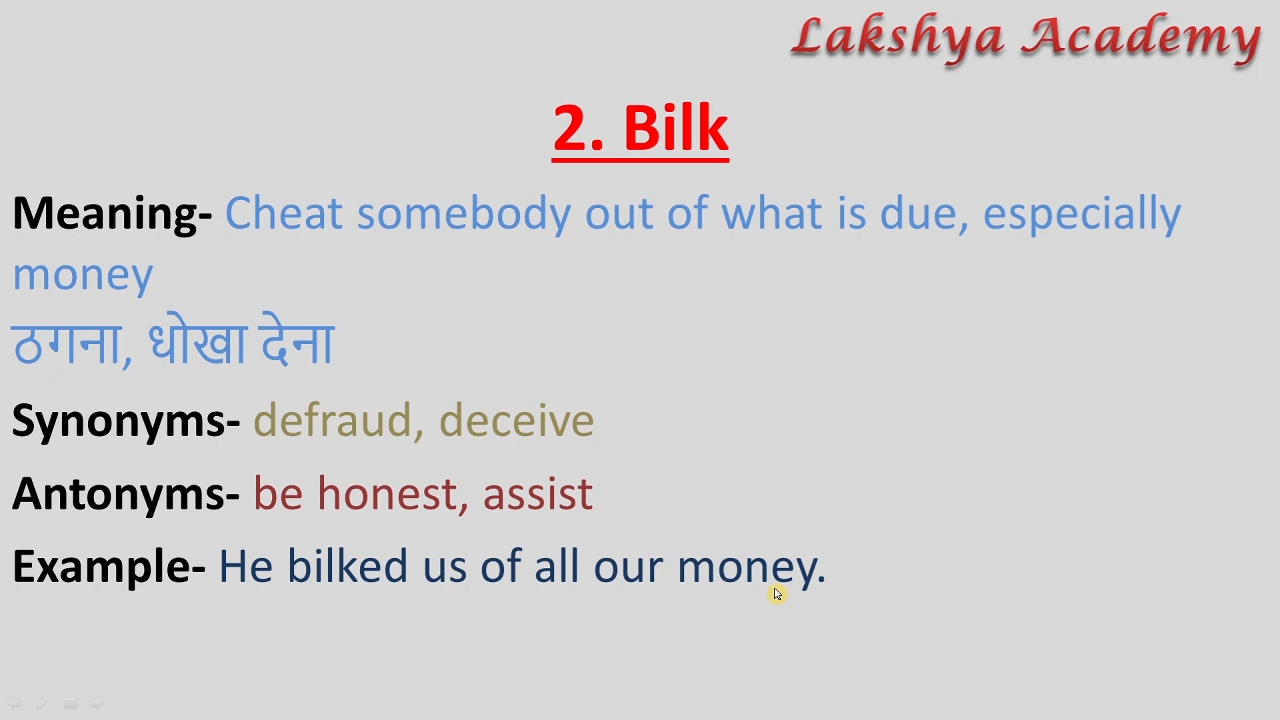 Lakshya Academy
2. Bilk
Meaning- Cheat somebody out of what is due, especially
money
ठगना, धोखा देना
Synonyms- defraud, deceive
Antonyms- be honest, assist
Example- He bilked us of all our money.